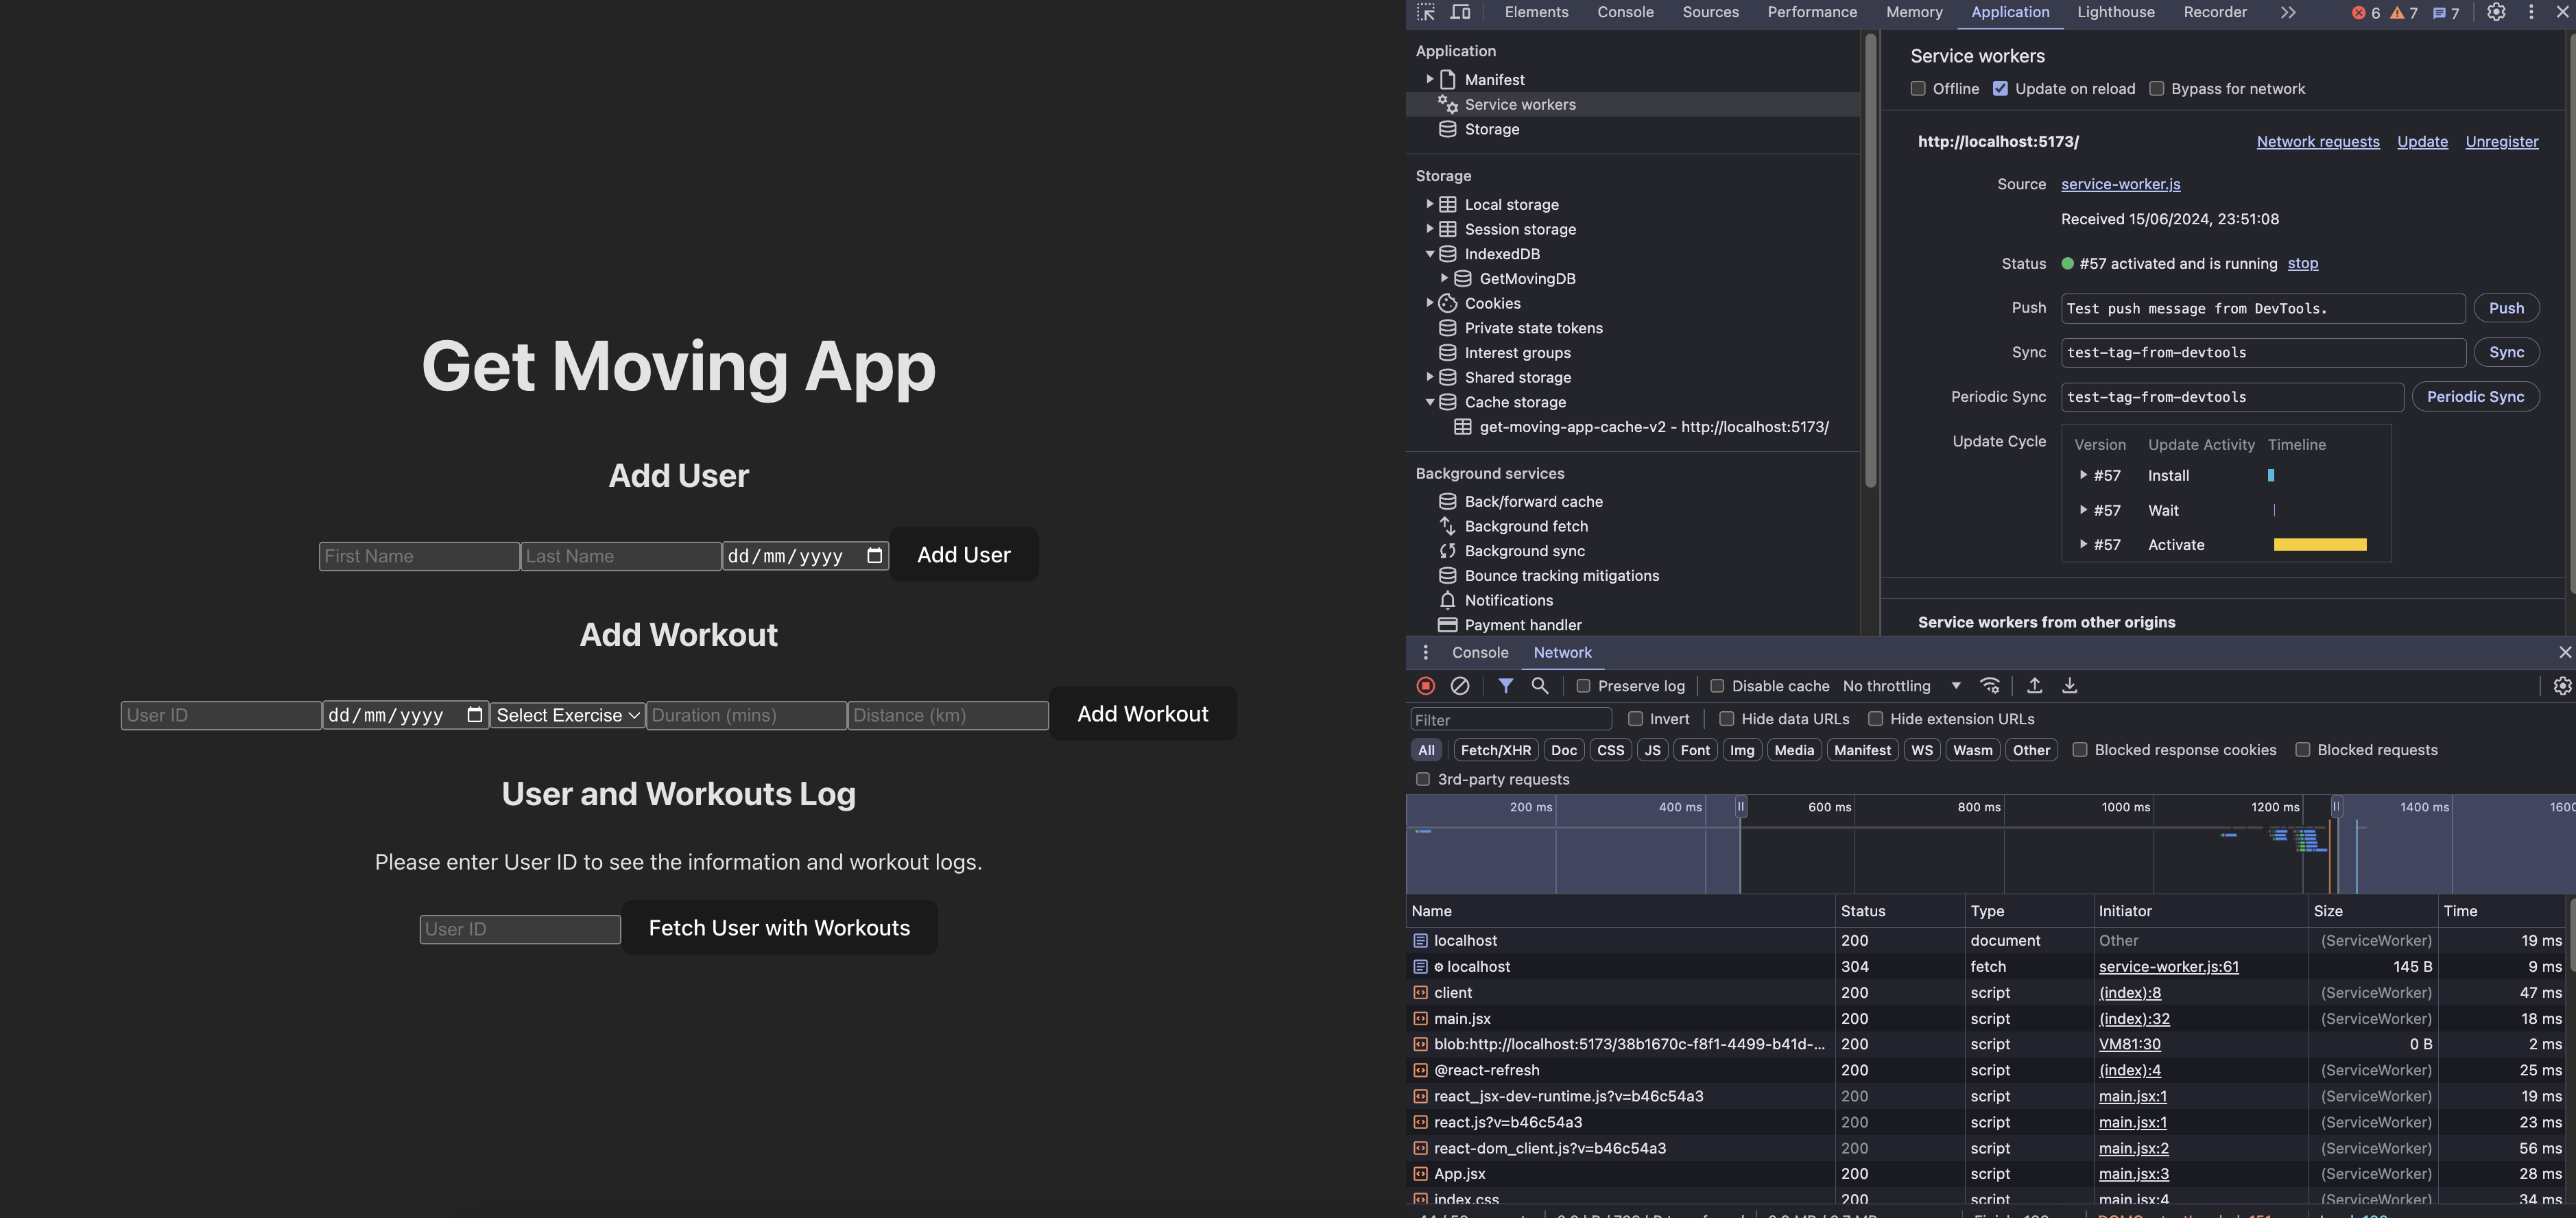 Get Moving App
Add User
First Name Last Name dd/mm/yyyy Add User
Add Workout
User ID dd/mm/yyyy Select Exercise Duration (mins) Distance (km) Add Workout
User and Workouts Log
Please enter User ID to see the information and workout logs.
User ID Fetch User with Workouts
Elements Console Sources Performance Memory Application Lighthouse Recorder 6 7 7
Application
Manifest
Service workers
Storage
Storage
Local storage
Session storage
IndexedDB
GetMovingDB
Cookies
Private state tokens
Interest groups
Shared storage
Cache storage
get-moving-app-cache-v2 - http://localhost:5173/
Background services
Back/forward cache
Background fetch
Background sync
Bounce tracking mitigations
Notifications
Payment handler
Service workers
Offline Update on reload Bypass for network
http://localhost:5173/ Network requests Update Unregister
Source service-worker.js
Received 15/06/2024, 23:51:08
Status #57 activated and is running stop
Push Test push message from DevTools. Push
Sync test-tag-from-devtools Sync
Periodic Sync test-tag-from-devtools Periodic Sync
Update Cycle Version Update Activity Timeline
#57 Install
#57 Wait
#57 Activate
Service workers from other origins
Console Network
Preserve log Disable cache No throttling
Filter Invert Hide data URLs Hide extension URLs
All Fetch/XHR Doc CSS JS Font Img Media Manifest WS Wasm Other Blocked response cookies Blocked requests
3rd-party requests
200 ms 400 ms 600 ms 800 ms 1000 ms 1200 ms 1400 ms 1600
Name Status Type Initiator Size Time
localhost 200 document Other (ServiceWorker) 19 ms
localhost 304 fetch service-worker.js:61 145 B 9 ms
client 200 script (index):8 (ServiceWorker) 47 ms
main.jsx 200 script (index):32 (ServiceWorker) 18 ms
blob:http://localhost:5173/38b1670c-f8f1-4499-b41d-... 200 script VM81:30 0 B 2 ms
@react-refresh 200 script (index):4 (ServiceWorker) 25 ms
react_jsx-dev-runtime.js?v=b46c54a3 200 script main.jsx:1 (ServiceWorker) 19 ms
react.js?v=b46c54a3 200 script main.jsx:1 (ServiceWorker) 23 ms
react-dom_client.js?v=b46c54a3 200 script main.jsx:2 (ServiceWorker) 56 ms
App.jsx 200 script main.jsx:3 (ServiceWorker) 28 ms
index.css 200 script main.jsx:4 (ServiceWorker) 34 ms